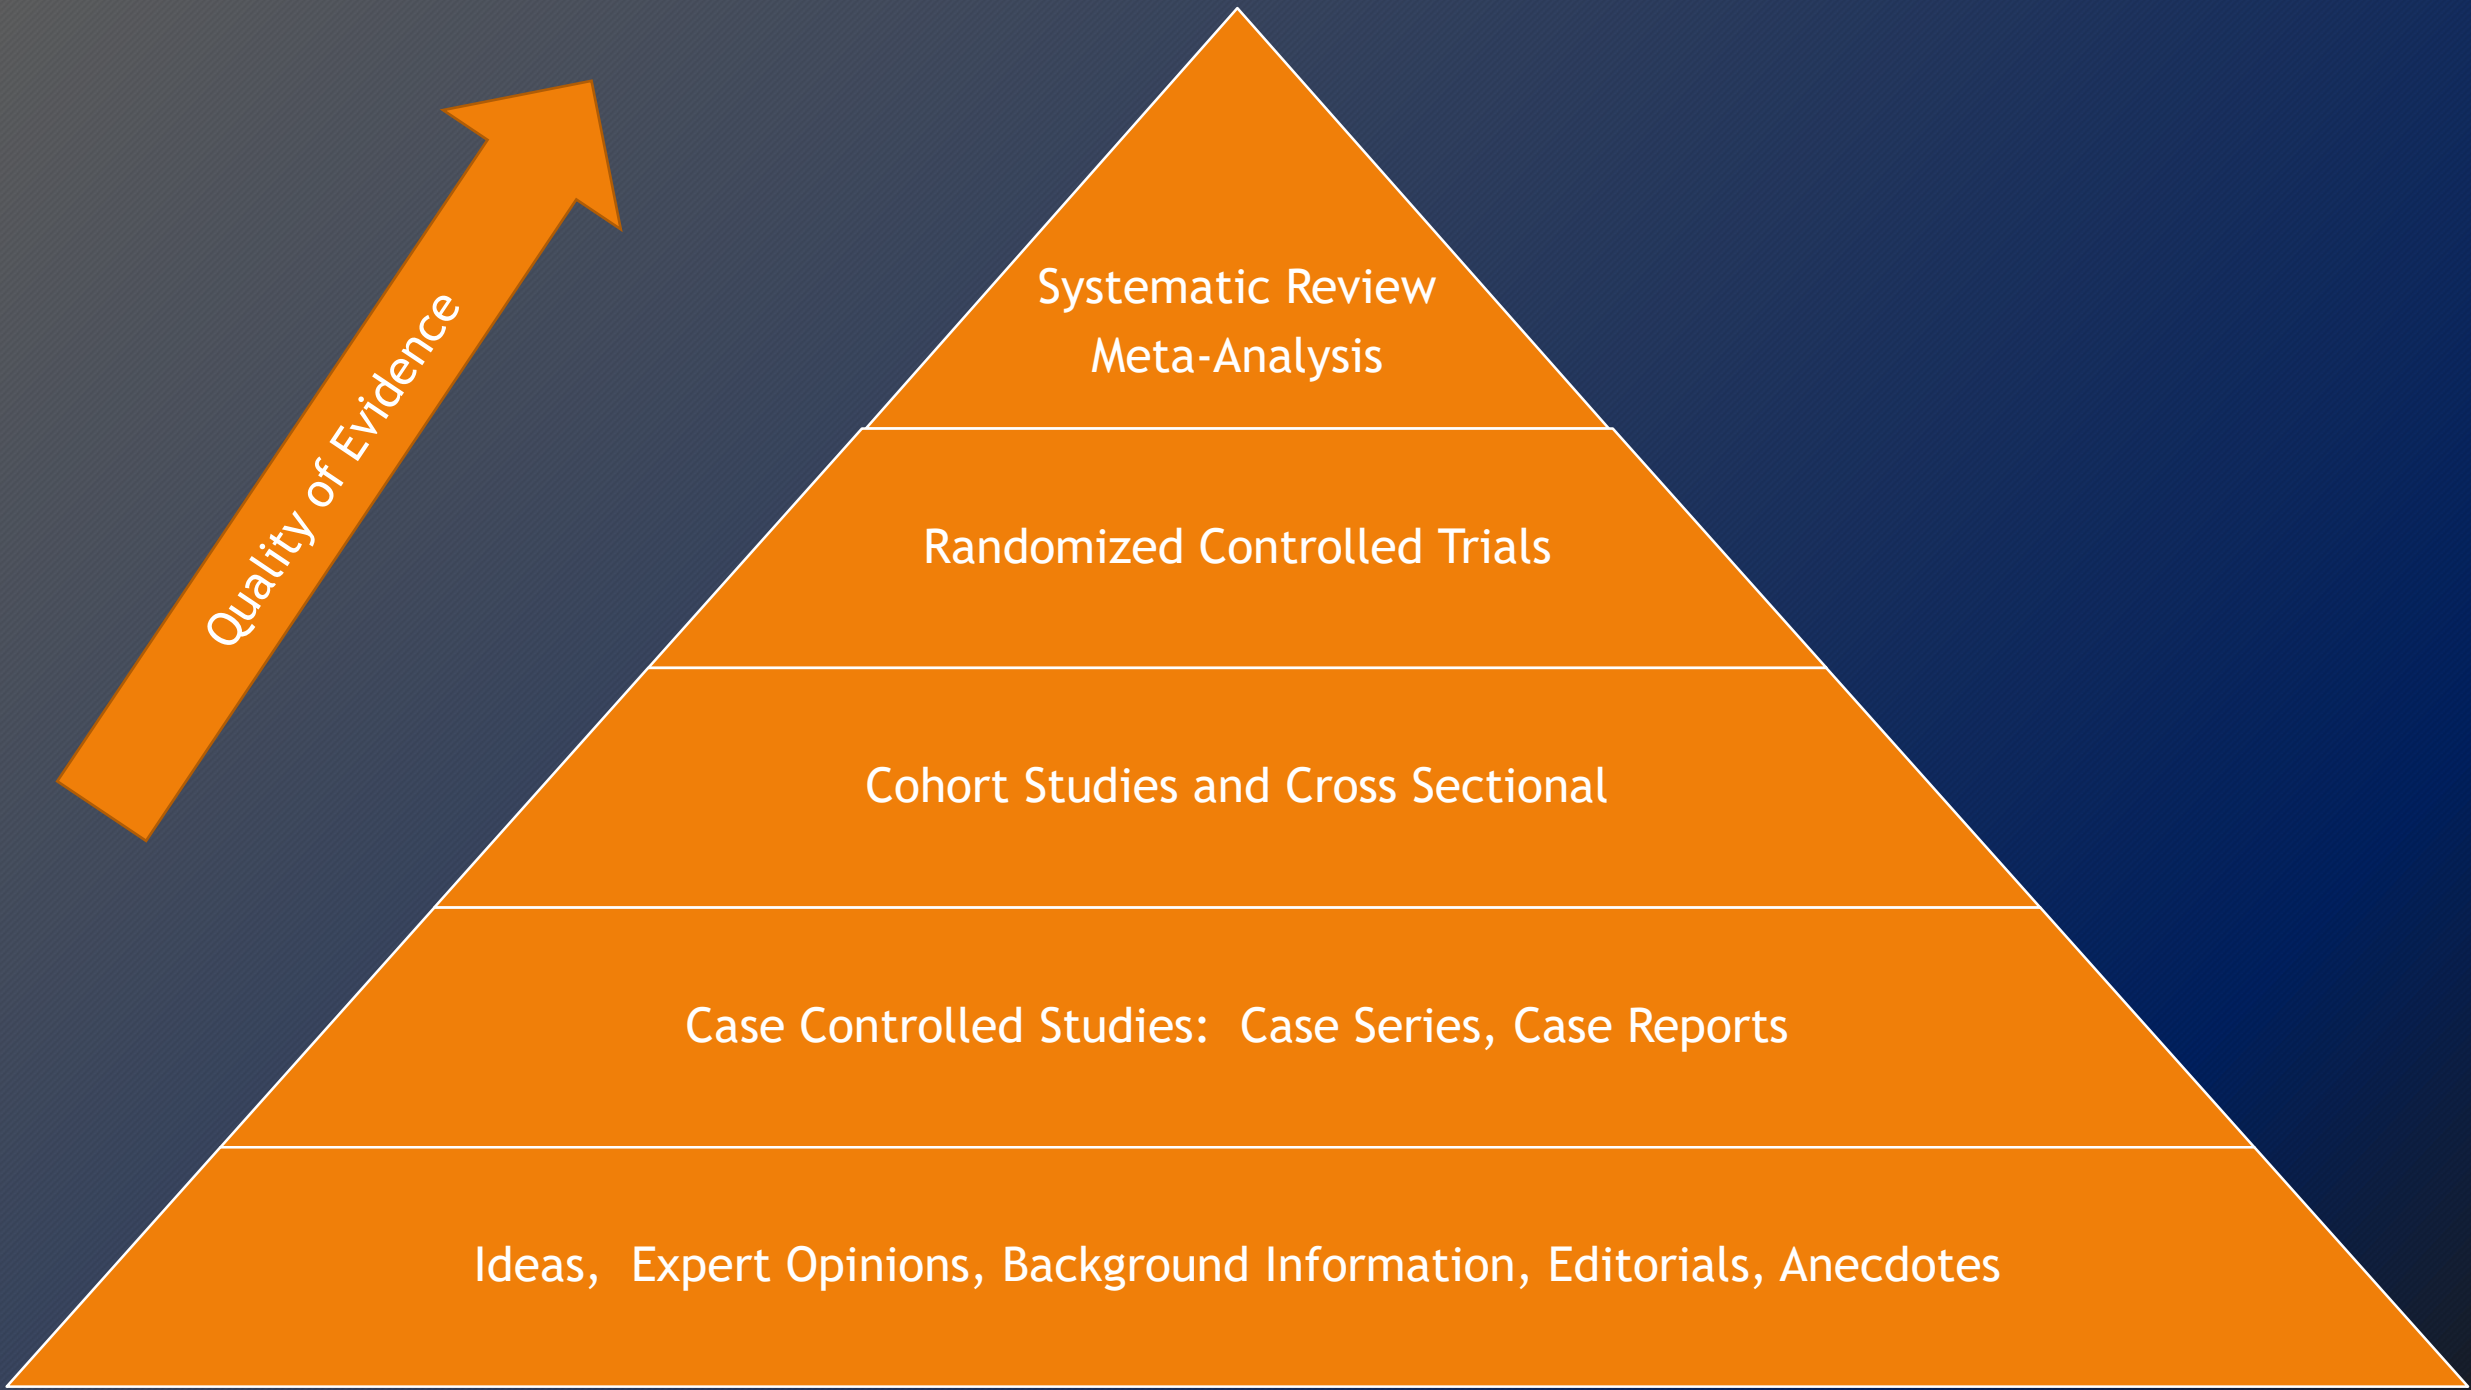 Quality of Evidence
Systematic Review
Meta-Analysis
Randomized Controlled Trials
Cohort Studies and Cross Sectional
Case Controlled Studies:  Case Series, Case Reports
Ideas,  Expert Opinions, Background Information, Editorials, Anecdotes